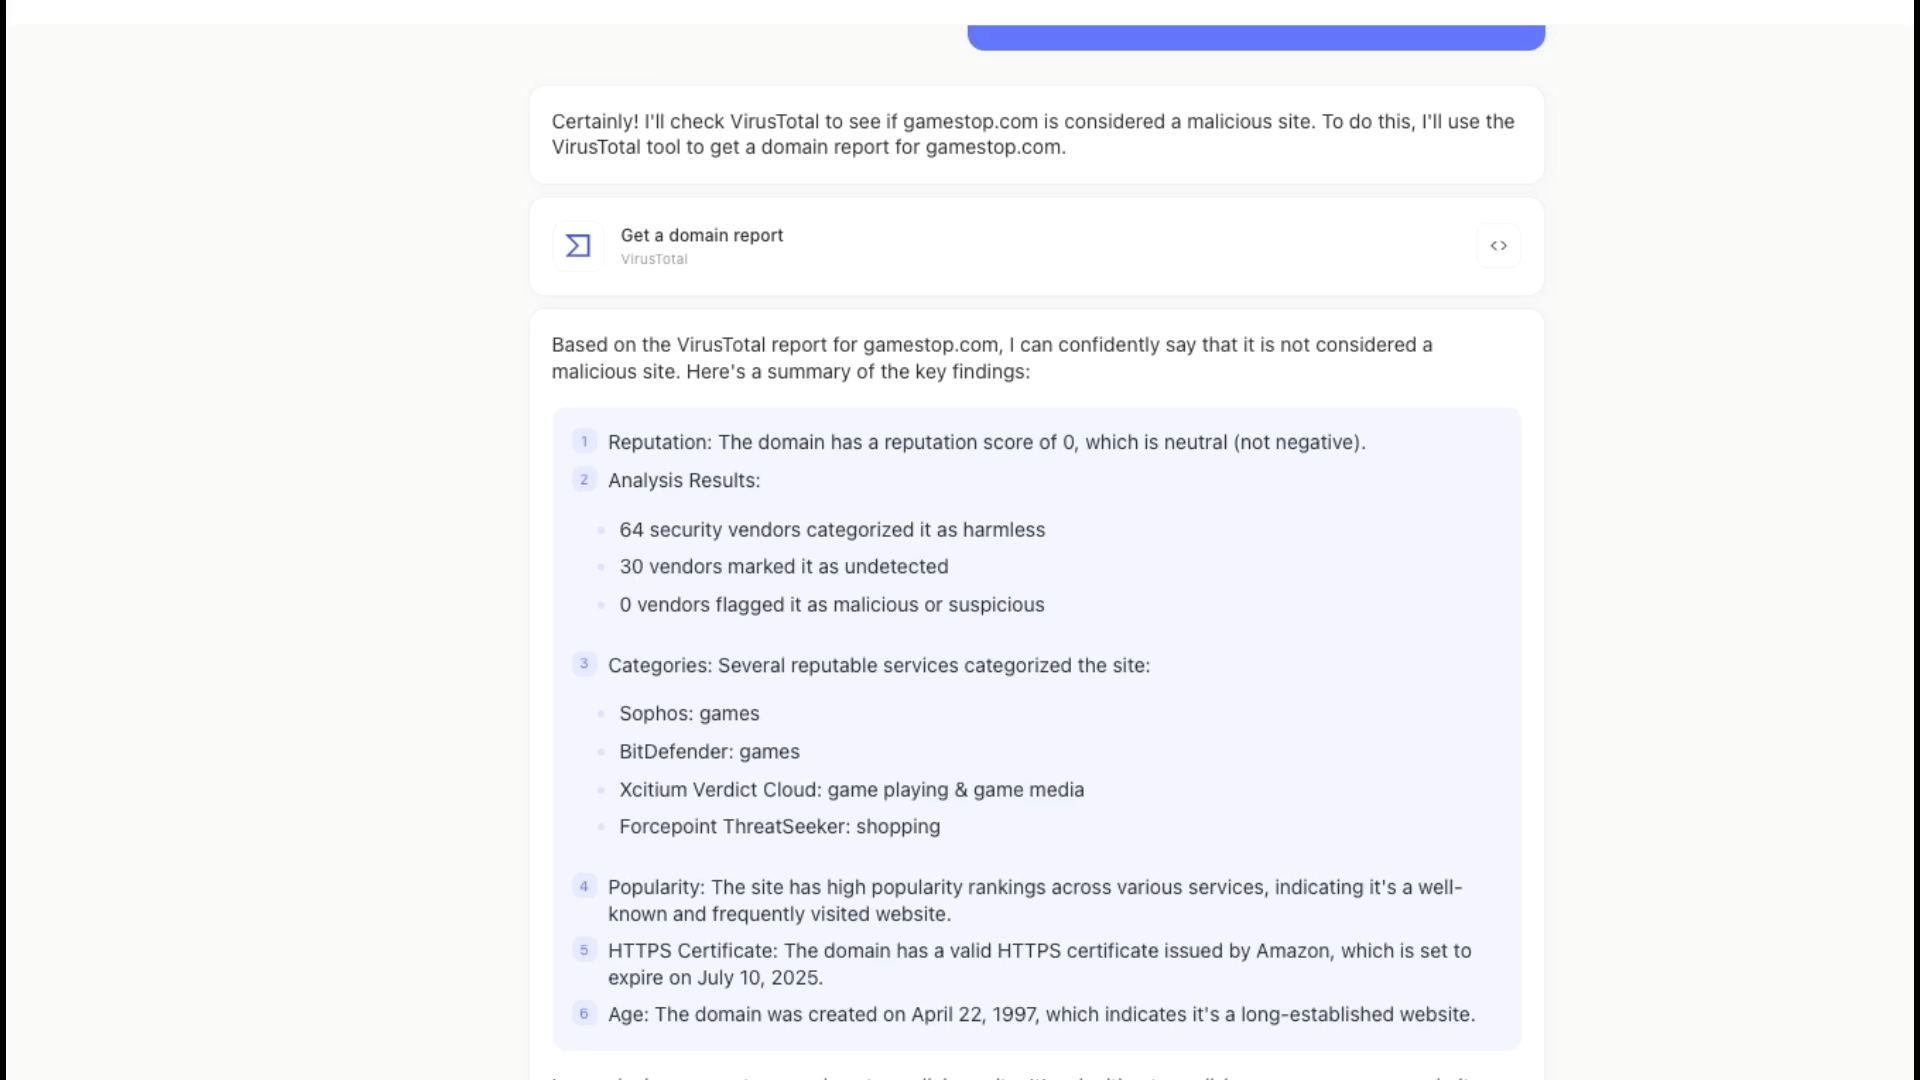 Certainly! I'll check VirusTotal to see if gamestop.com is considered a malicious site. To do this, I'll use the
VirusTotal tool to get a domain report for gamestop.com.
Get a domain report
VirusTotal
<>
Based on the VirusTotal report for gamestop.com, I can confidently say that it is not considered a
malicious site. Here's a summary of the key findings:
1 Reputation: The domain has a reputation score of 0, which is neutral (not negative).
2 Analysis Results:
64 security vendors categorized it as harmless
30 vendors marked it as undetected
0 vendors flagged it as malicious or suspicious
3 Categories: Several reputable services categorized the site:
Sophos: games
BitDefender: games
Xcitium Verdict Cloud: game playing & game media
Forcepoint ThreatSeeker: shopping
4 Popularity: The site has high popularity rankings across various services, indicating it's a well-
known and frequently visited website.
5 HTTPS Certificate: The domain has a valid HTTPS certificate issued by Amazon, which is set to
expire on July 10, 2025.
6 Age: The domain was created on April 22, 1997, which indicates it's a long-established website.